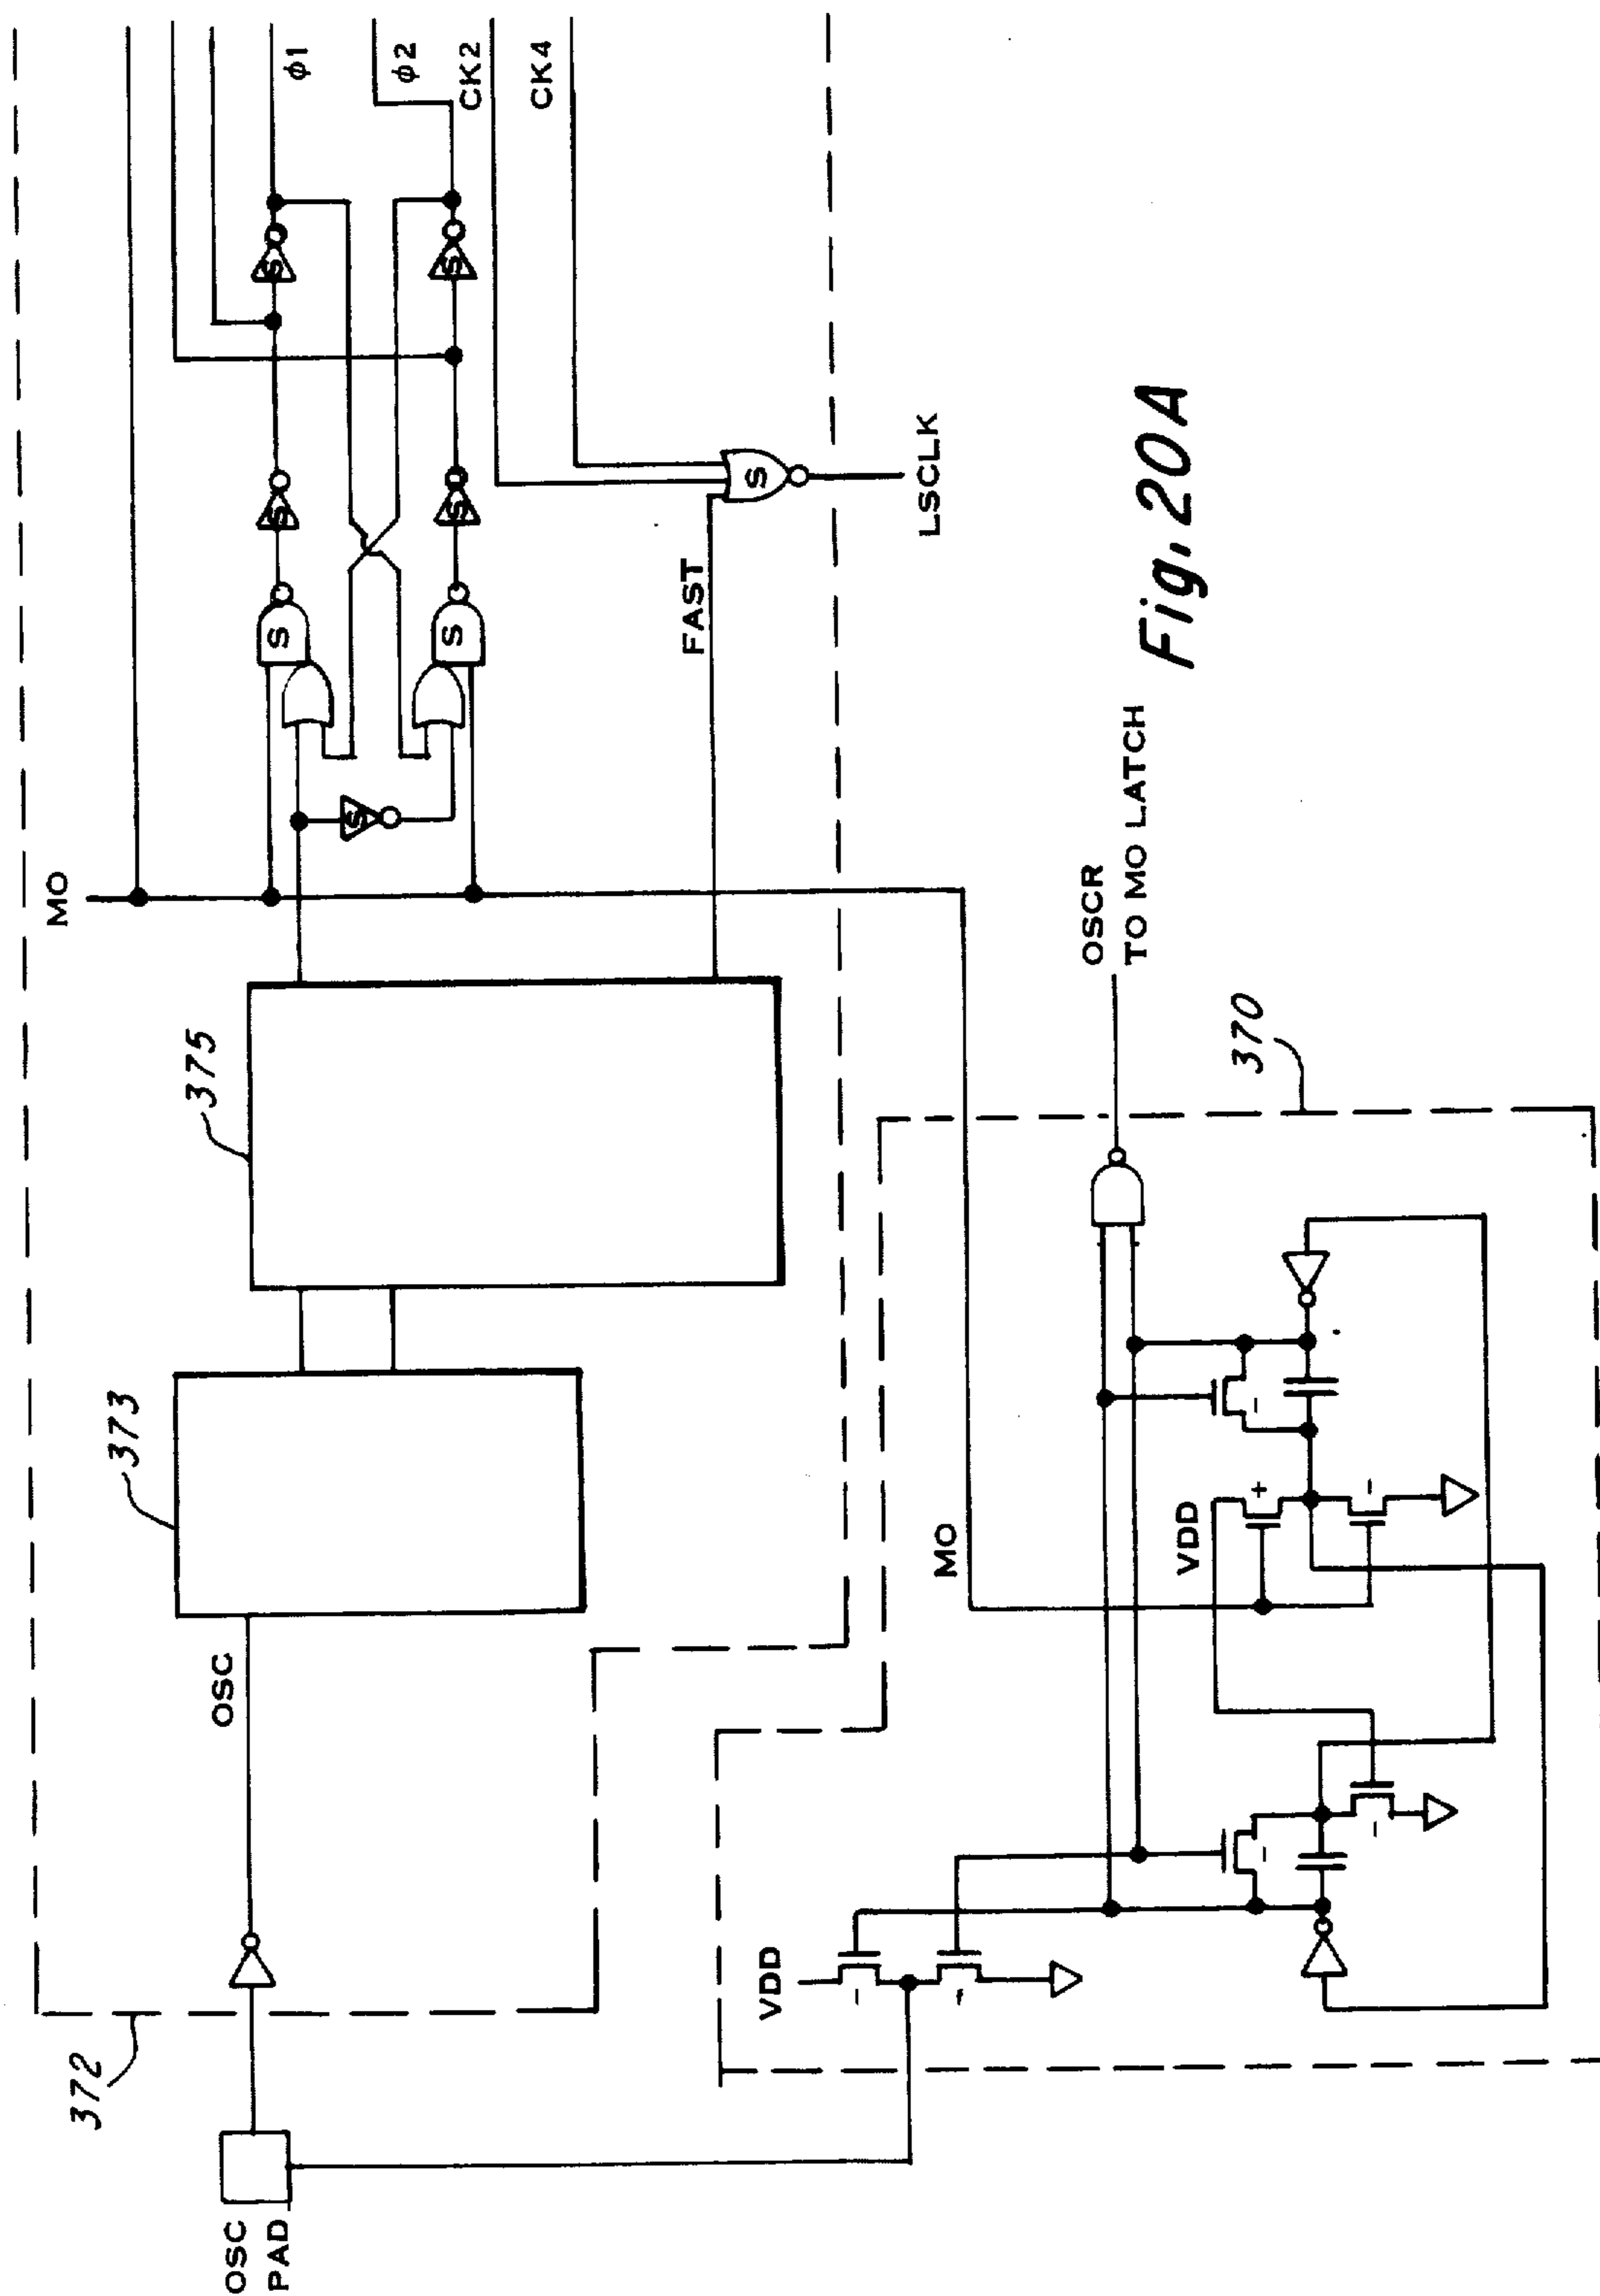 372
OSC
PAD
OSC
373
375
MO
S
S
S
S
S
S
S
φ1
φ2
CK2
CK4
FAST
S
LSCLK
VDD
MO
VDD
370
OSCR
TO MO LATCH
Fig. 20A